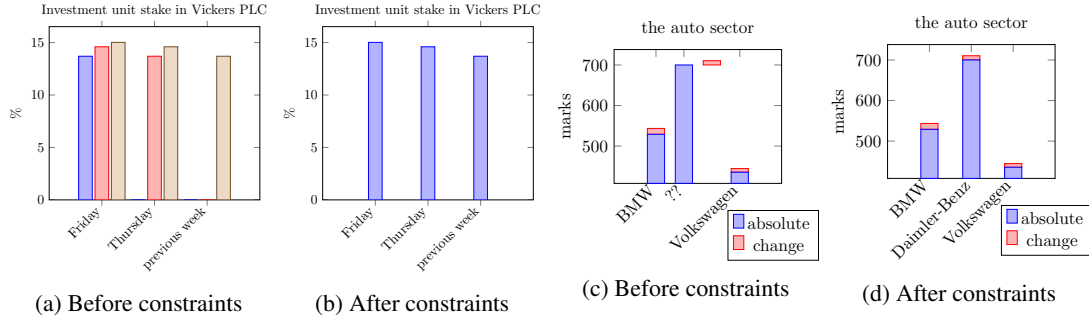 Investment unit stake in Vickers PLC
15
10
5
0
%
Friday
Thursday
previous week
(a) Before constraints
Investment unit stake in Vickers PLC
15
10
5
0
%
Friday
Thursday
previous week
(b) After constraints
the auto sector
700
600
500
marks
BMW
??
Volkswagen
absolute
change
(c) Before constraints
the auto sector
700
600
500
marks
BMW
Daimler-Benz
Volkswagen
absolute
change
(d) After constraints